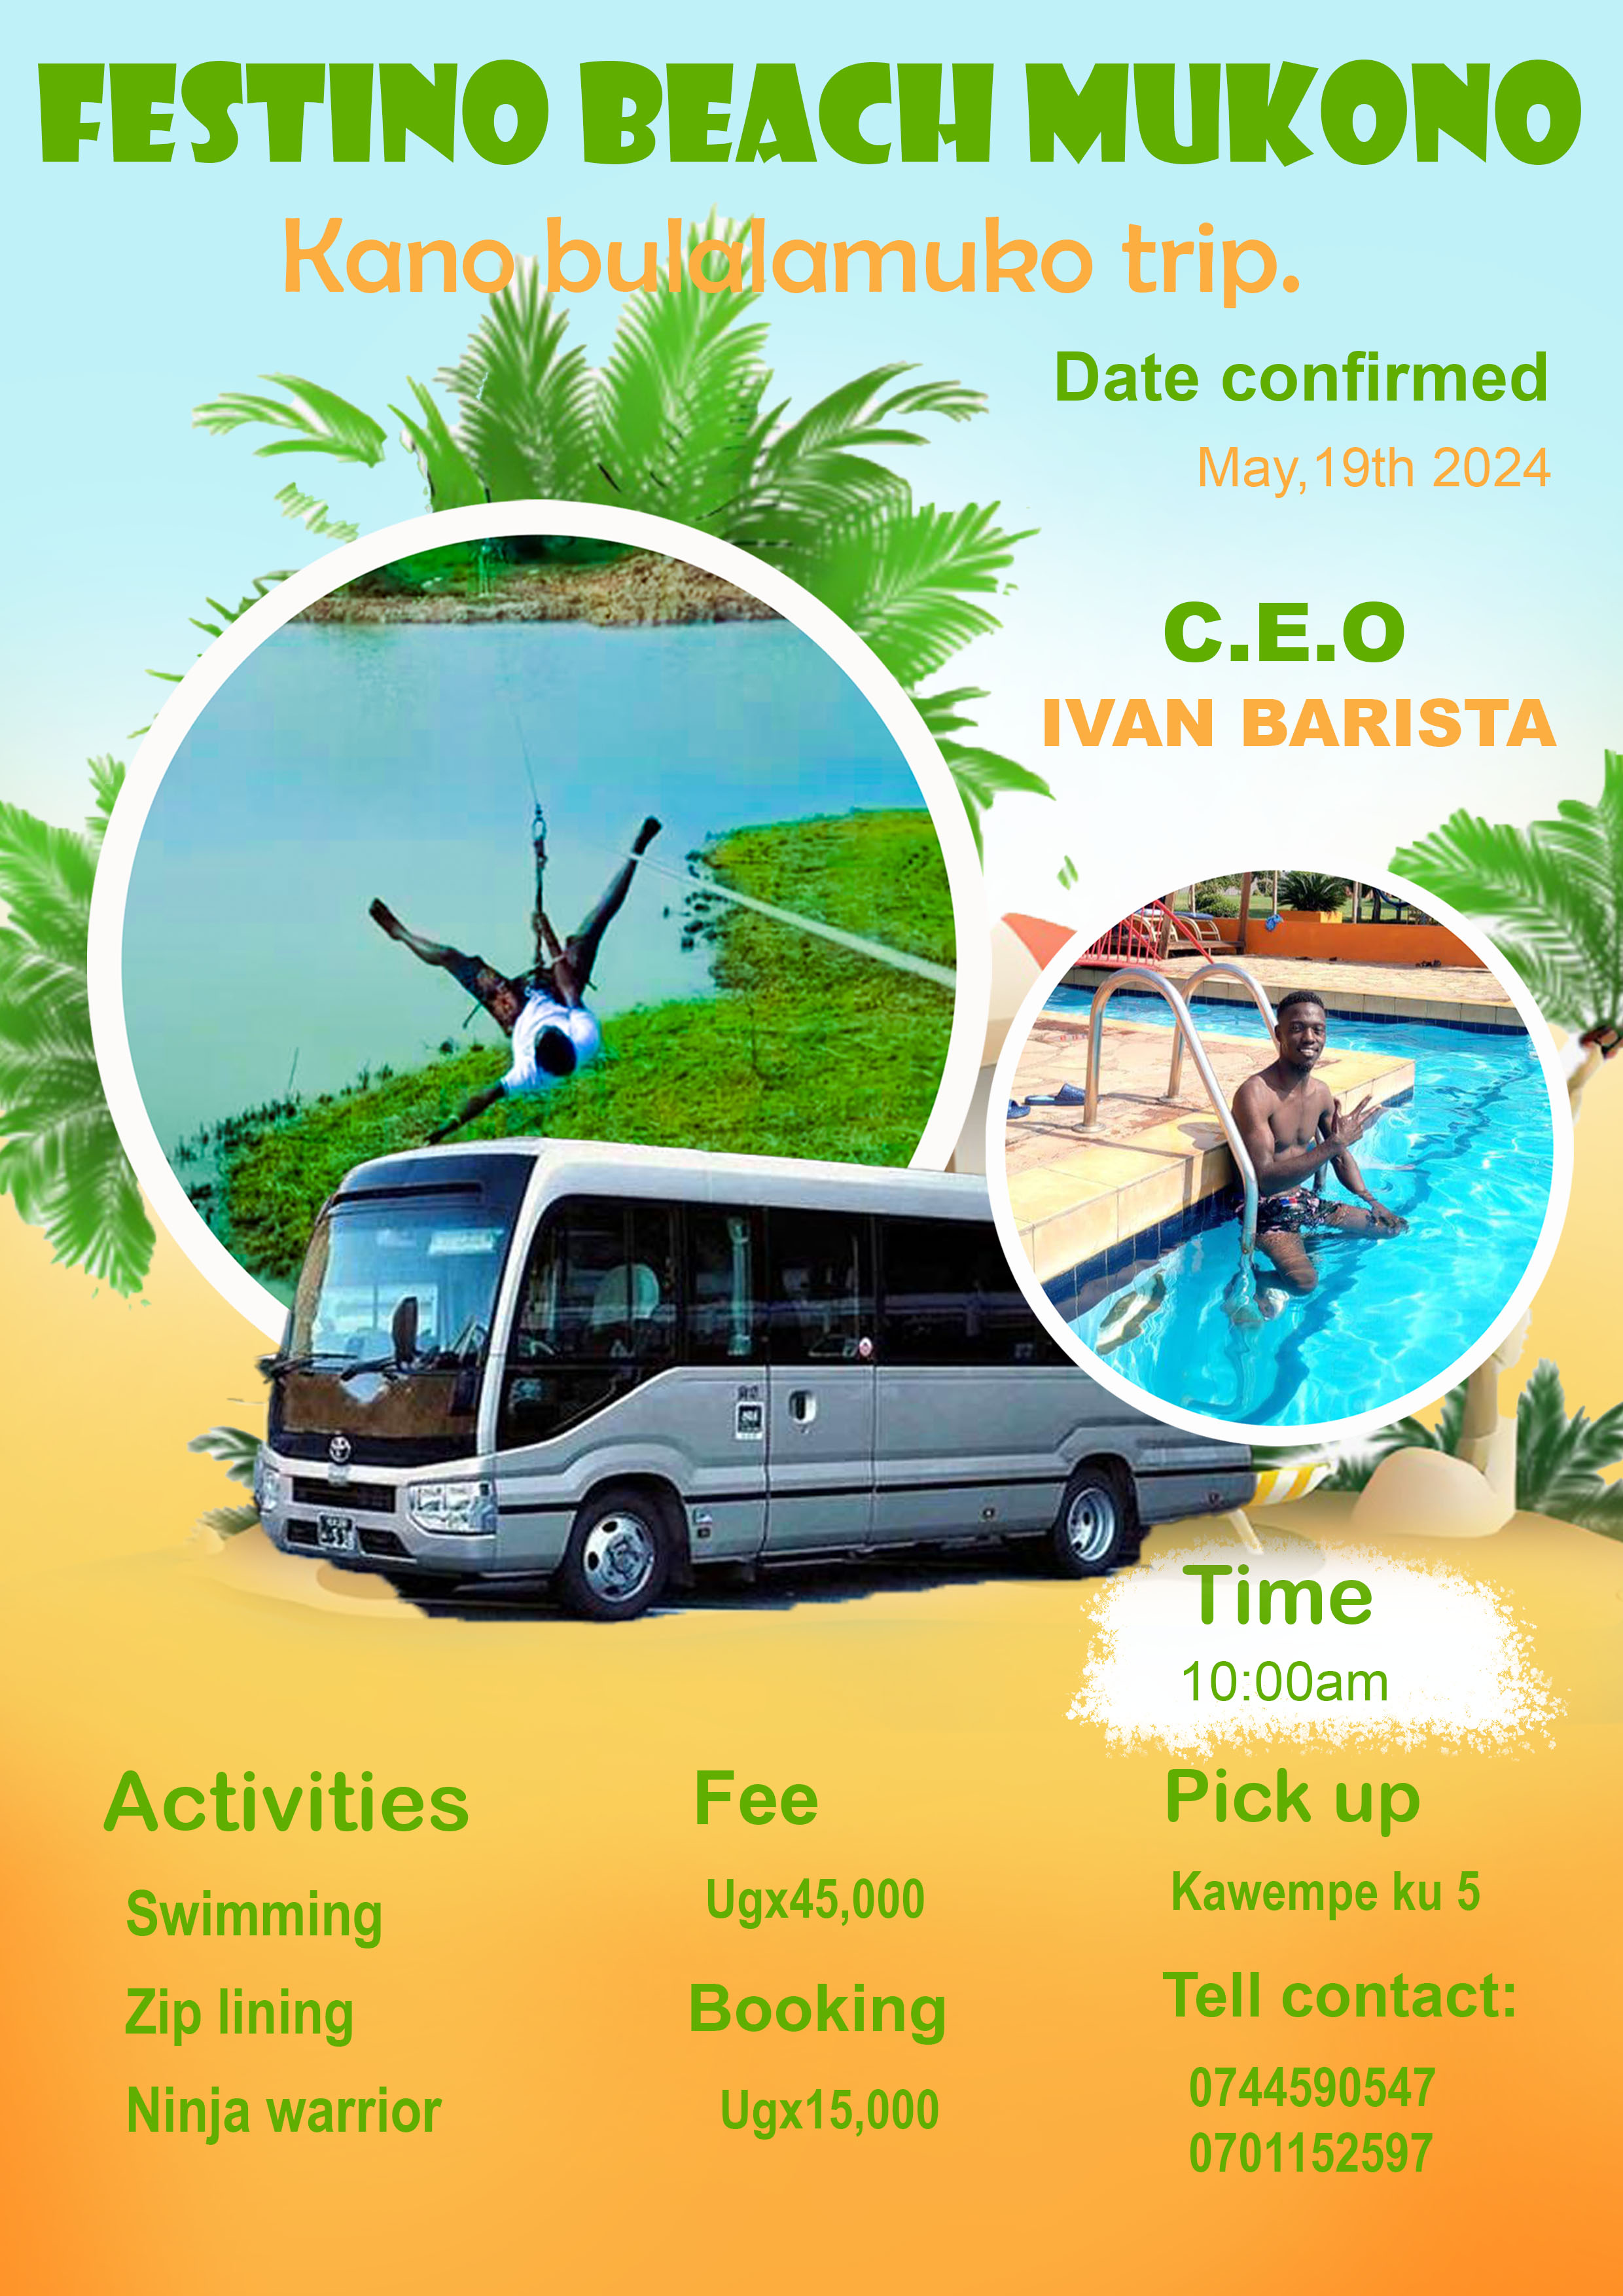 FESTINO BEACH MUKONO
Kano bulalamuko trip.
Date confirmed
May,19th 2024
C.E.O
IVAN BARISTA
Time
10:00am
Activities
Swimming
Zip lining
Ninja warrior
Fee
Ugx45,000
Booking
Ugx15,000
Pick up
Kawempe ku 5
Tell contact:
0744590547
0701152597